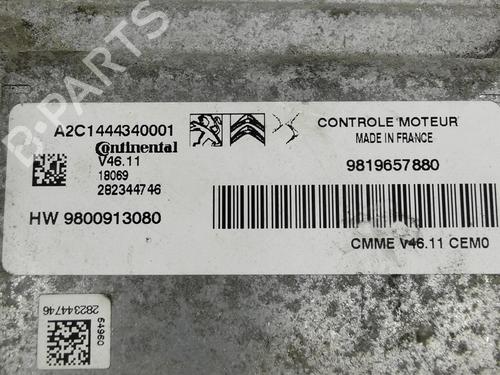 B-PARTS
A2C1444340001
Continental
V46.11
18069
282344746
HW 9800913080
CONTROLE MOTEUR
MADE IN FRANCE
9819657880
CMME V46.11 CEM0
B-PARTS
282344746
64960